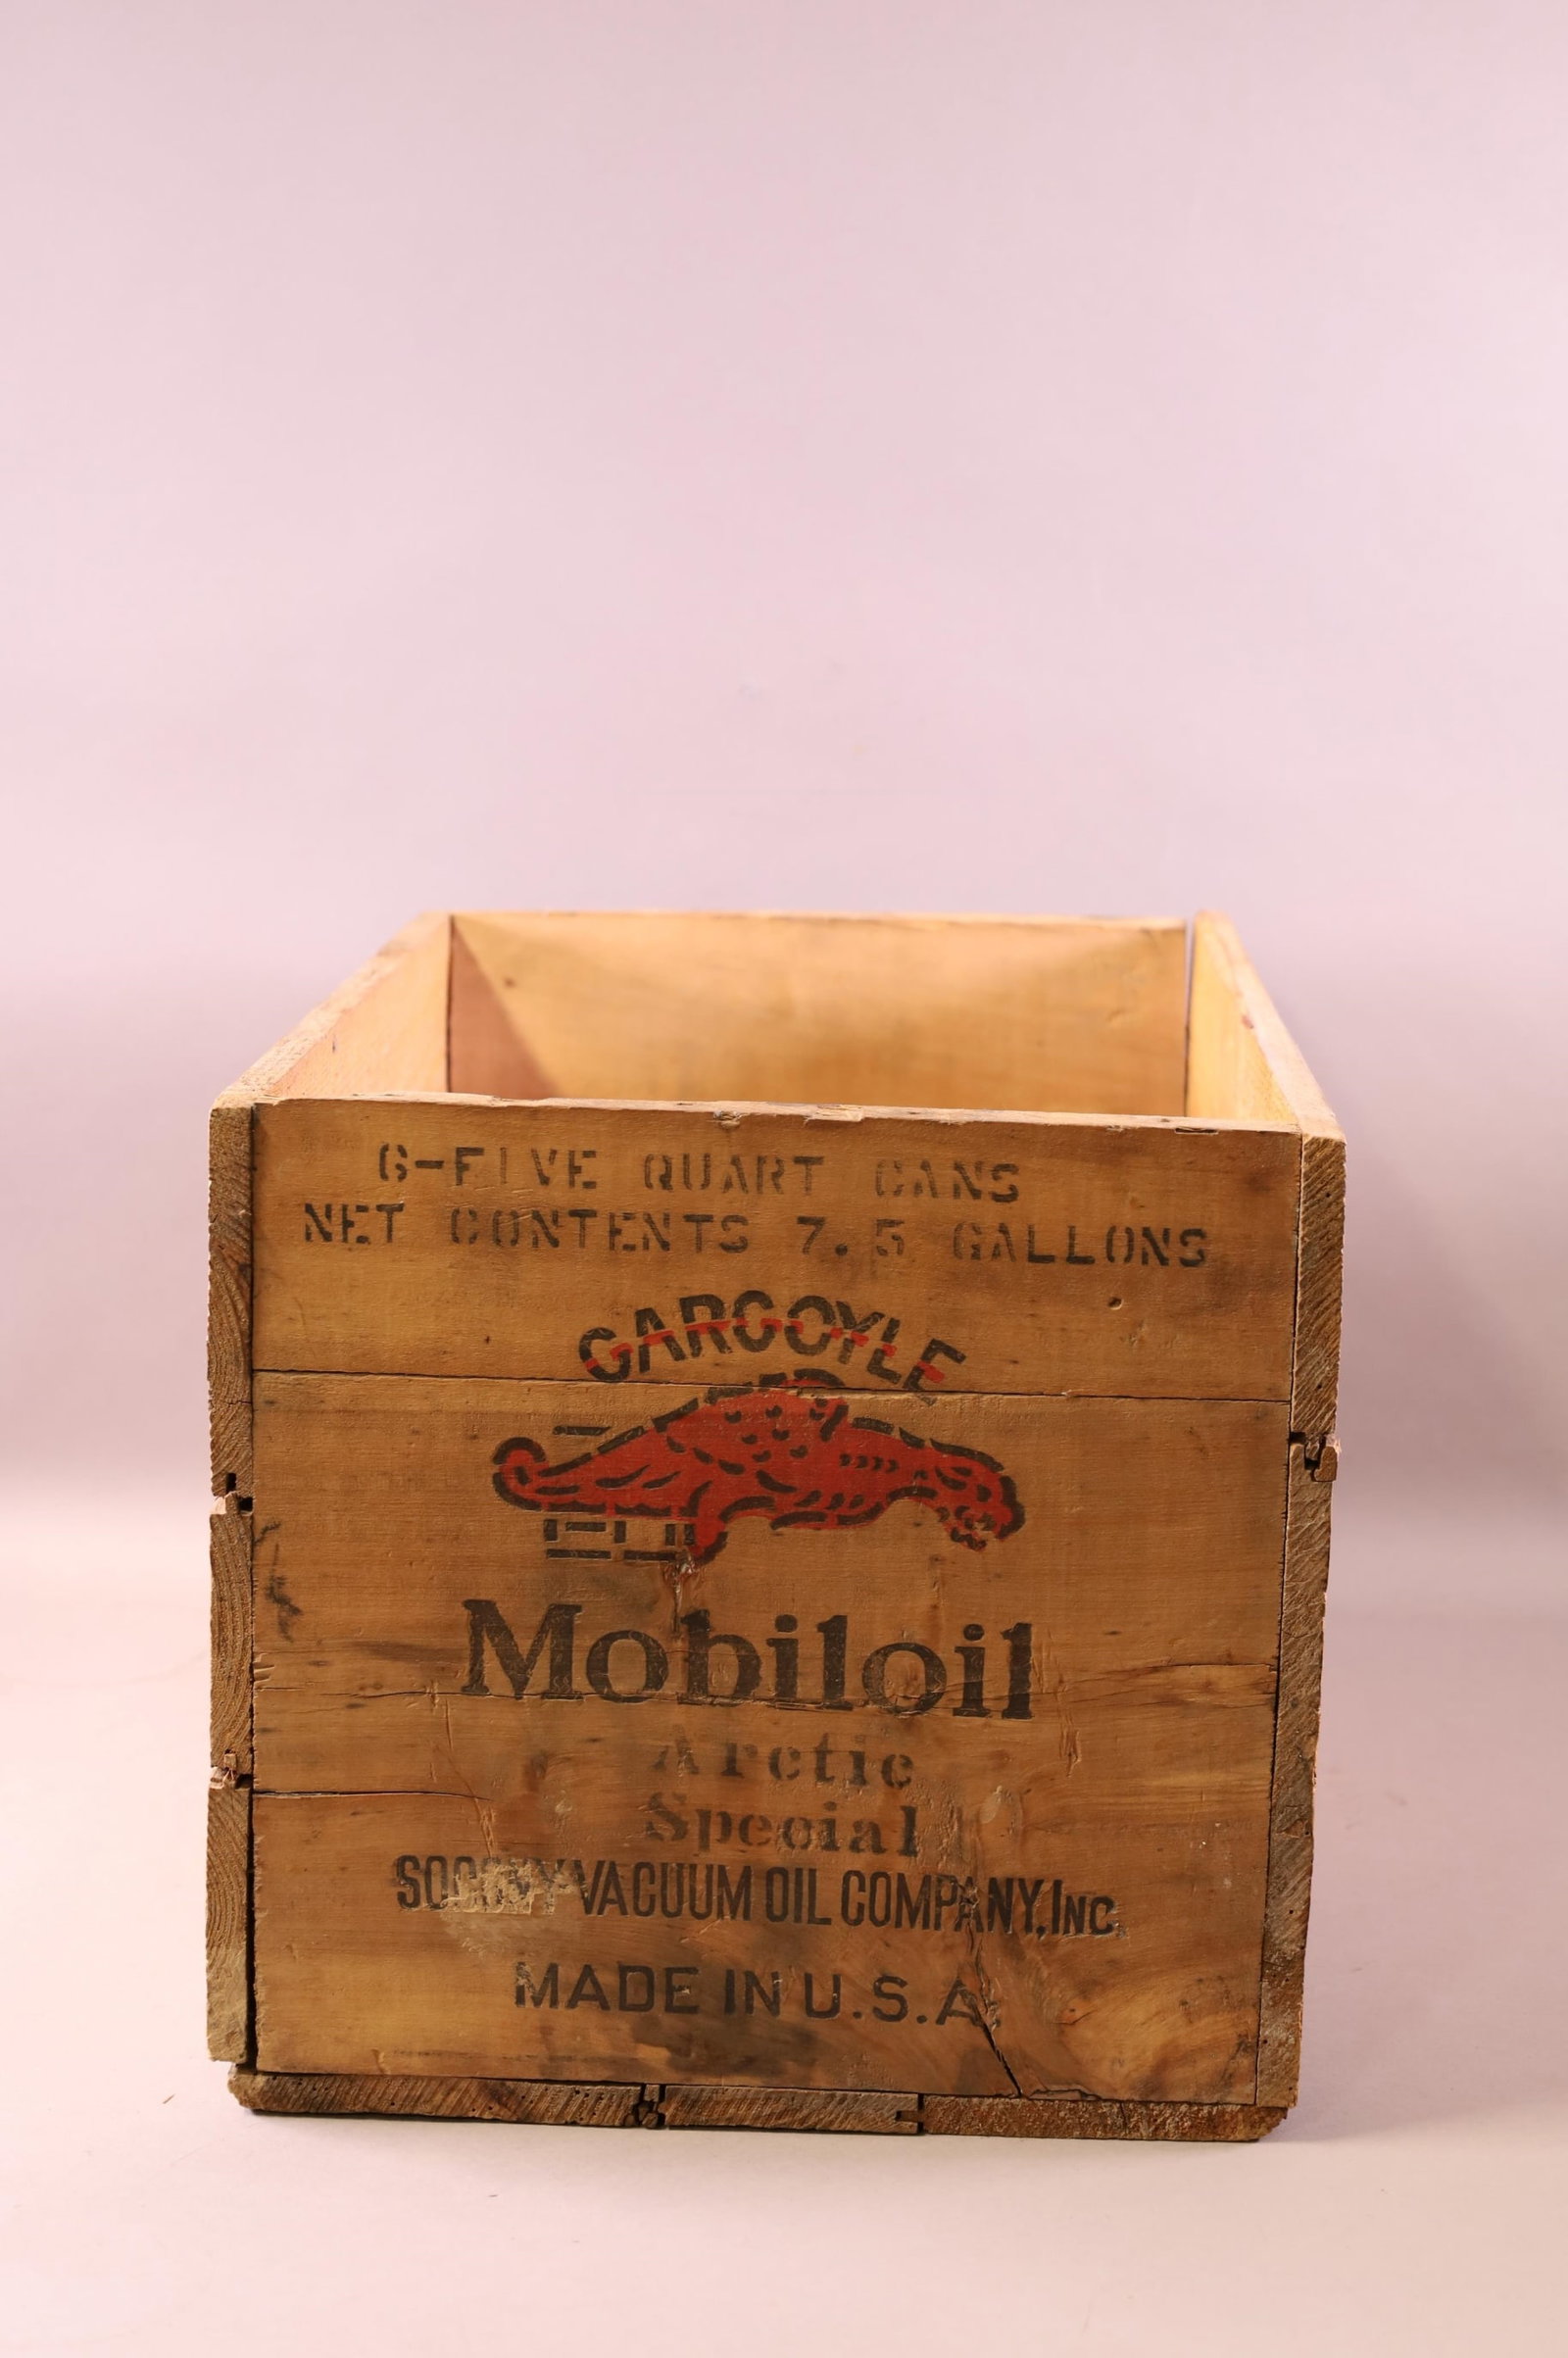 6-FIVE QUART CANS
NET CONTENTS 7.5 GALLONS
GARGOYLE
Mobiloil
Arctic
Special
SOCONY-VACUUM OIL COMPANY, INC.
MADE IN U.S.A.